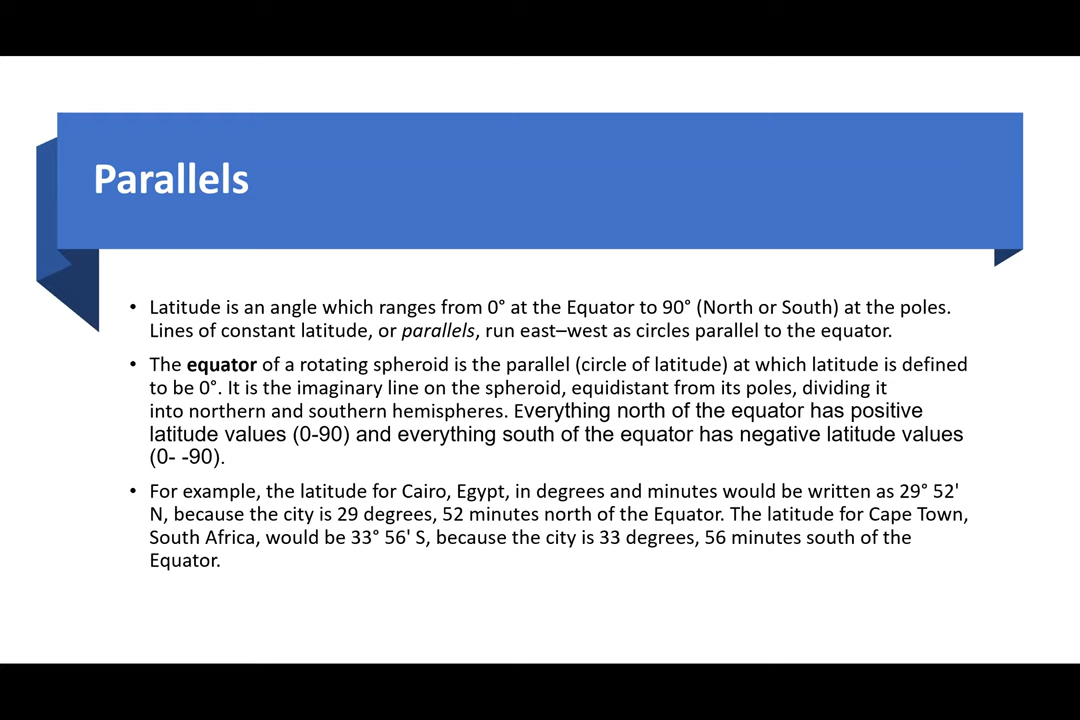 Parallels
• Latitude is an angle which ranges from 0° at the Equator to 90° (North or South) at the poles.
Lines of constant latitude, or parallels, run east–west as circles parallel to the equator.
• The equator of a rotating spheroid is the parallel (circle of latitude) at which latitude is defined
to be 0°. It is the imaginary line on the spheroid, equidistant from its poles, dividing it
into northern and southern hemispheres. Everything north of the equator has positive
latitude values (0-90) and everything south of the equator has negative latitude values
(0- -90).
• For example, the latitude for Cairo, Egypt, in degrees and minutes would be written as 29° 52'
N, because the city is 29 degrees, 52 minutes north of the Equator. The latitude for Cape Town,
South Africa, would be 33° 56' S, because the city is 33 degrees, 56 minutes south of the
Equator.